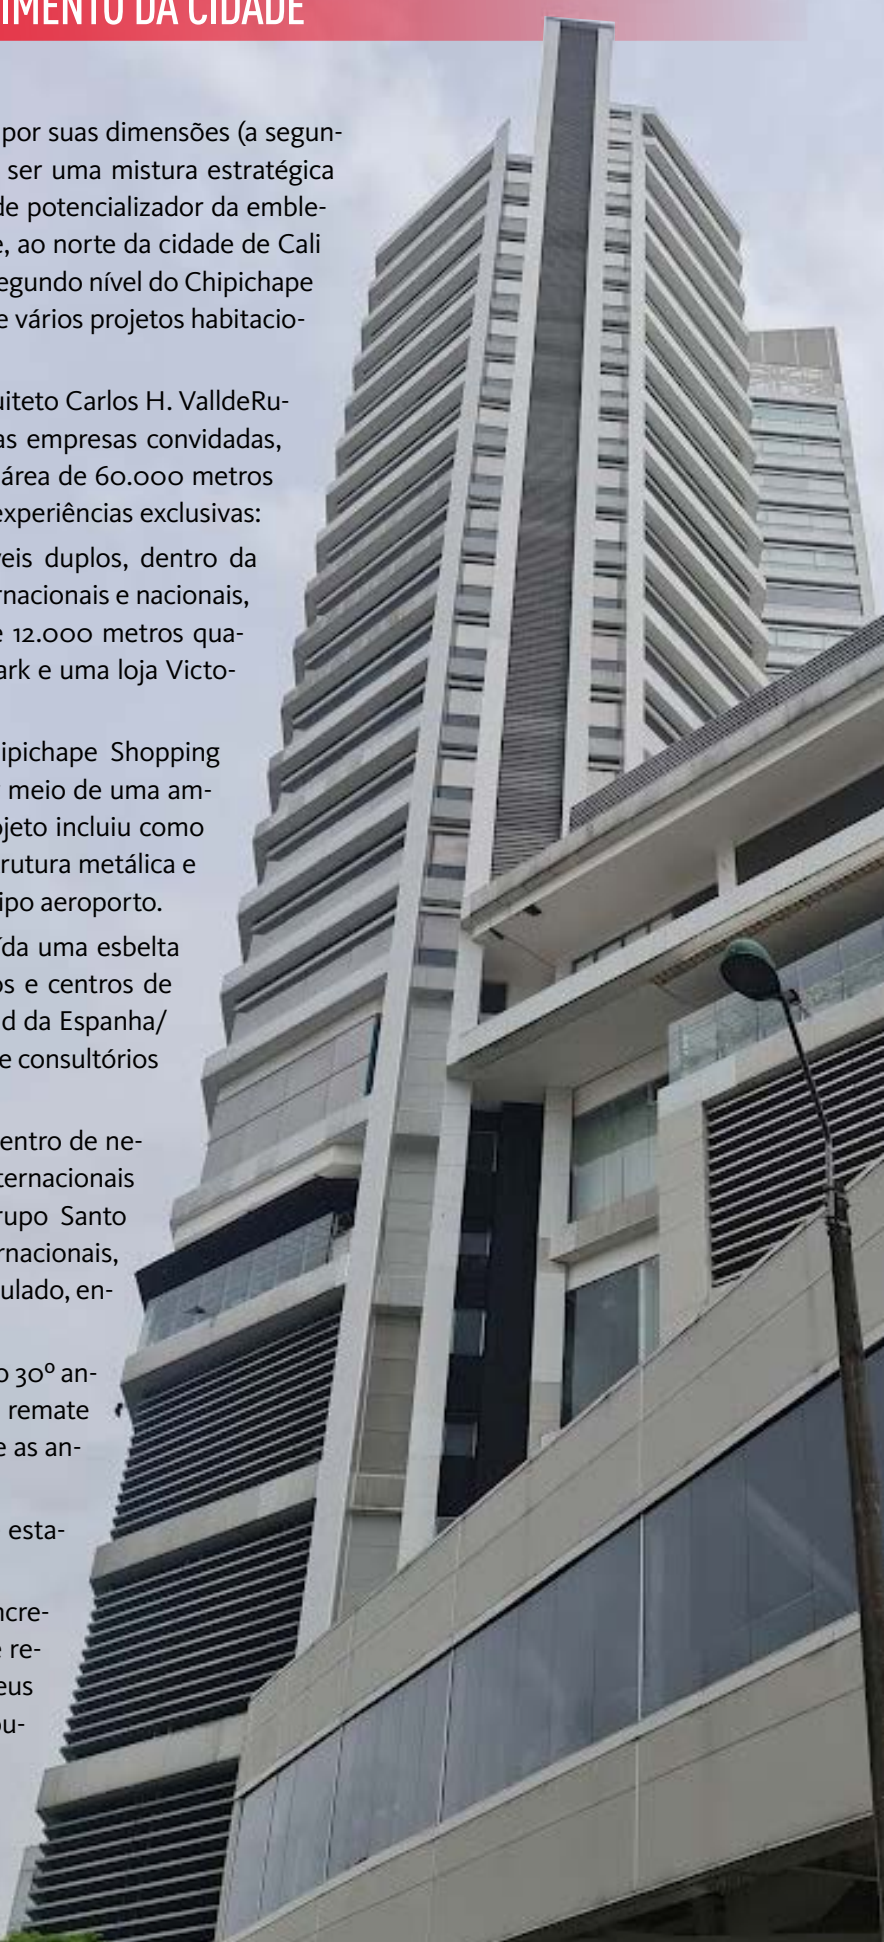 IMENTO DA CIDADE
por suas dimensões (a segun-
ser uma mistura estratégica
de potencializador da emble-
e, ao norte da cidade de Cali
egundo nível do Chipichape
e vários projetos habitacio-
uiteto Carlos H. ValldeRu-
as empresas convidadas,
área de 60.000 metros
experiências exclusivas:
veis duplos, dentro da
rnacionais e nacionais,
e 12.000 metros qua-
ark e uma loja Victo-
ipichape Shopping
r meio de uma am-
ojeto incluiu como
trutura metálica e
ipo aeroporto.
ída uma esbelta
os e centros de
d da Espanha/
e consultórios
entro de ne-
ternacionais
rupo Santo
rnacionais,
ulado, en-
o 30º an-
remate
e as an-
esta-
ncre-
e re-
eus
ou-